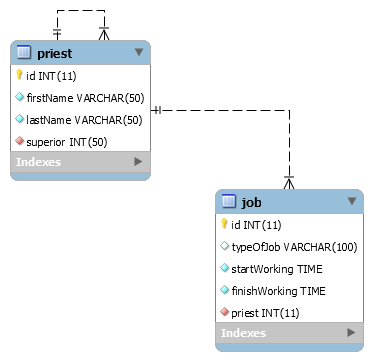 priest
id INT(11)
firstName VARCHAR(50)
lastName VARCHAR(50)
superior INT(50)
Indexes
job
id INT(11)
typeOfJob VARCHAR(100)
startWorking TIME
finishWorking TIME
priest INT(11)
Indexes